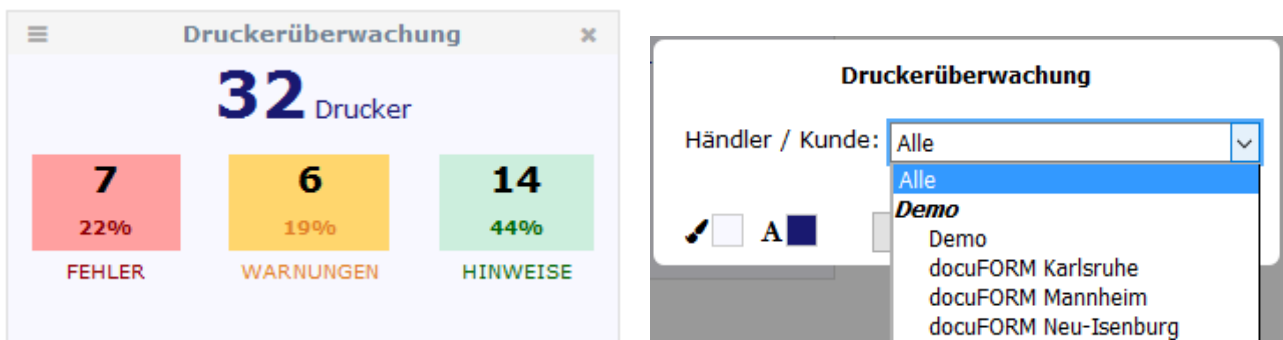 Druckerüberwachung
32 Drucker
7
22%
FEHLER
6
19%
WARNUNGEN
14
44%
HINWEISE
Druckerüberwachung
Händler / Kunde: Alle
Alle
Demo
Demo
docuFORM Karlsruhe
docuFORM Mannheim
docuFORM Neu-Isenburg
A